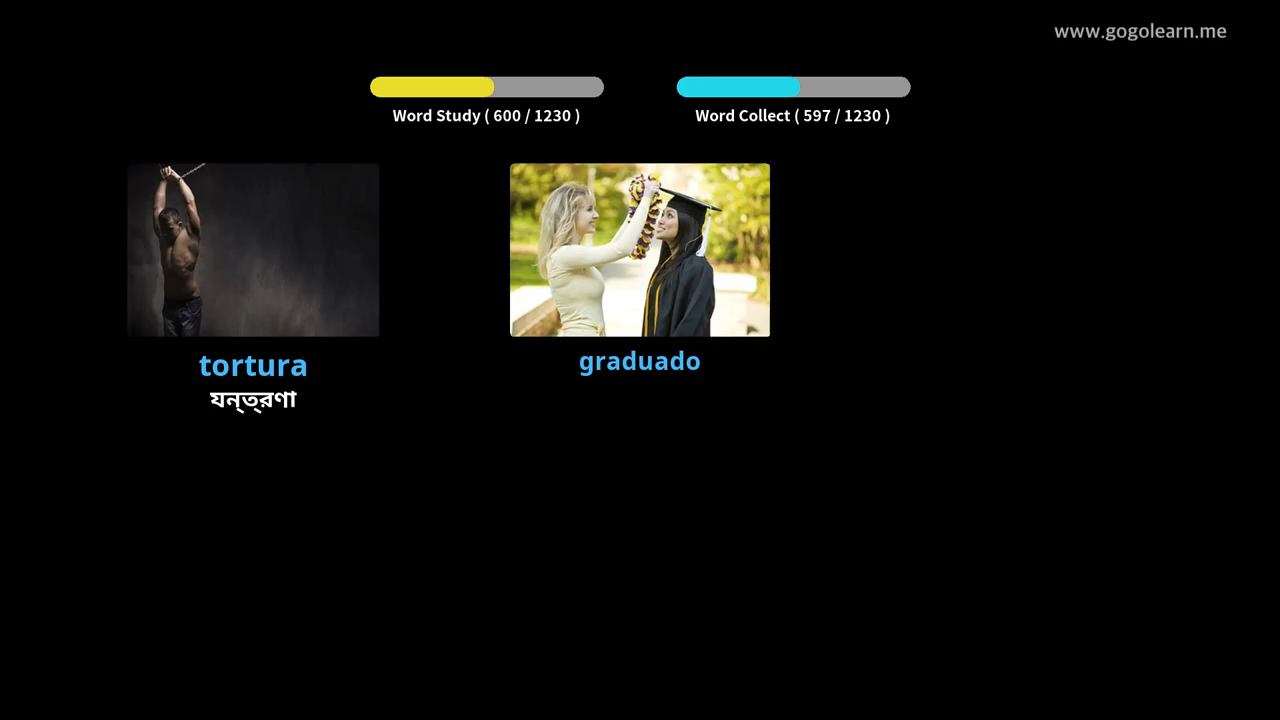 www.gogolearn.me
Word Study ( 600 / 1230 )
Word Collect ( 597 / 1230 )
tortura
যন্ত্রণা
graduado